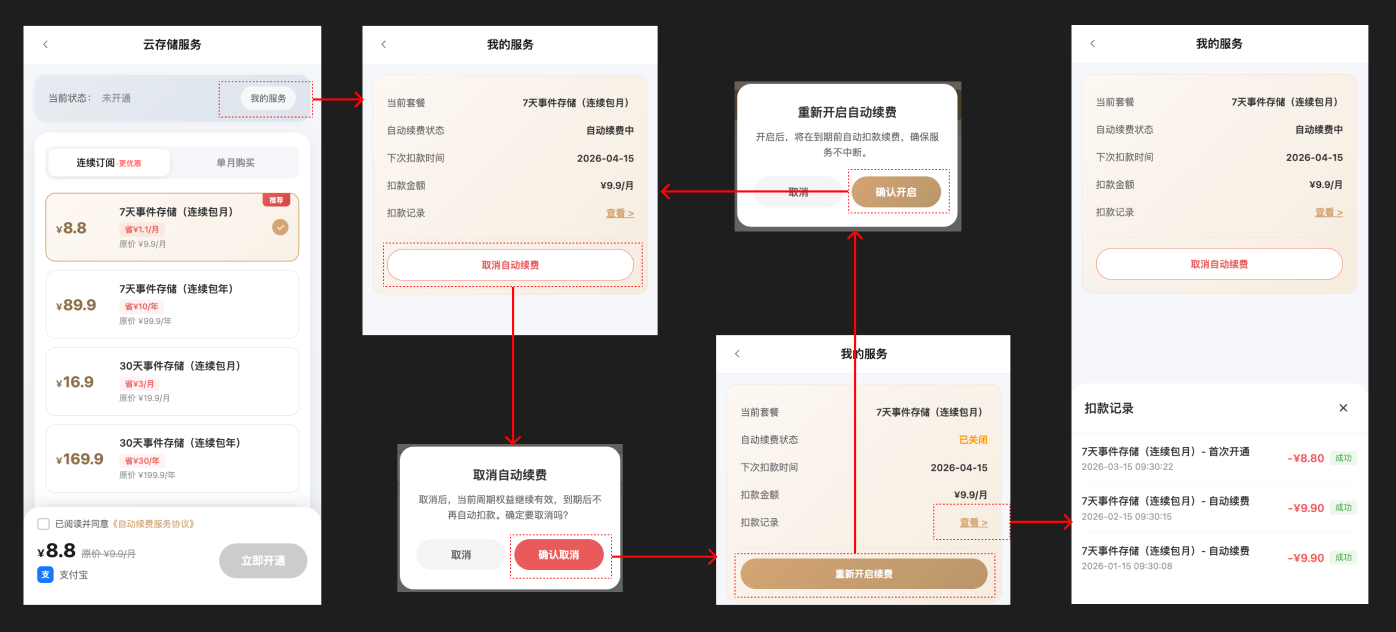 云存储服务
当前状态: 未开通
我的服务
连续订阅·更优惠
单月购买
推荐
¥8.8
7天事件存储（连续包月）
省¥1.1/月
原价 ¥9.9/月
¥89.9
7天事件存储（连续包年）
省¥10/年
原价 ¥99.9/年
¥16.9
30天事件存储（连续包月）
省¥3/月
原价 ¥19.9/月
¥169.9
30天事件存储（连续包年）
省¥30/年
原价 ¥199.9/年
已阅读并同意《自动续费服务协议》
¥8.8 原价 ¥9.9/月
支 支付宝
立即开通
我的服务
当前套餐 7天事件存储（连续包月）
自动续费状态 自动续费中
下次扣款时间 2026-04-15
扣款金额 ¥9.9/月
扣款记录 查看 >
取消自动续费
取消自动续费
取消后，当前周期权益继续有效，到期后不
再自动扣款。确定要取消吗?
取消 确认取消
重新开启自动续费
开启后，将在到期前自动扣款续费，确保服
务不中断。
取消 确认开启
我的服务
当前套餐 7天事件存储（连续包月）
自动续费状态 已关闭
下次扣款时间 2026-04-15
扣款金额 ¥9.9/月
扣款记录 查看 >
重新开启续费
我的服务
当前套餐 7天事件存储（连续包月）
自动续费状态 自动续费中
下次扣款时间 2026-04-15
扣款金额 ¥9.9/月
扣款记录 查看 >
取消自动续费
扣款记录 ×
7天事件存储（连续包月）- 首次开通
2026-03-15 09:30:22
-¥8.80 成功
7天事件存储（连续包月）- 自动续费
2026-02-15 09:30:15
-¥9.90 成功
7天事件存储（连续包月）- 自动续费
2026-01-15 09:30:08
-¥9.90 成功